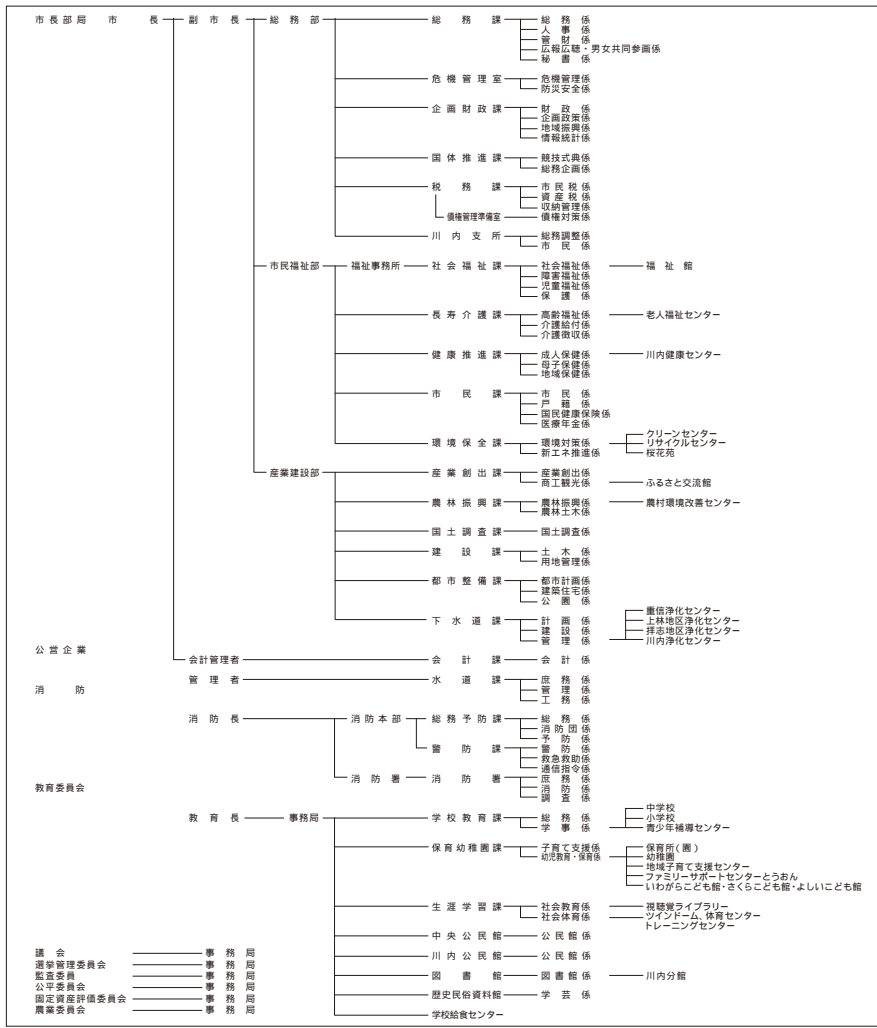 市長部局 市長 副市長 総務部 総務課 総務係
人事係
管財係
広報広聴・男女共同参画係
秘書係
危機管理室 危機管理係
防災安全係
企画財政課 財政係
企画政策係
地域振興係
情報統計係
国体推進課 競技式典係
総務企画係
税務課 市民税係
資産税係
収納管理係
債権管理準備室 債権対策係
川内支所 総務調整係
市民係
市民福祉部 福祉事務所 社会福祉課 社会福祉係 福祉館
障害福祉係
児童福祉係
保護係
長寿介護課 高齢福祉係 老人福祉センター
介護給付係
介護徴収係
健康推進課 成人保健係 川内健康センター
母子保健係
地域保健係
市民課 市民係
戸籍係
国民健康保険係
医療年金係
クリーンセンター
環境保全課 環境対策係 リサイクルセンター
新エネ推進係 桜花苑
産業建設部 産業創出課 産業創出係
商工観光係 ふるさと交流館
農林振興課 農林振興係 農村環境改善センター
農林土木係
国土調査課 国土調査係
建設課 土木係
用地管理係
都市整備課 都市計画係
建築住宅係
公園係
重信浄化センター
下水道課 計画係 上林地区浄化センター
建設係 拝志地区浄化センター
管理係 川内浄化センター
公営企業
会計管理者 会計課 会計係
管理者 水道課 庶務係
消防 管理係
工務係
消防長 消防本部 総務予防課 総務係
消防団係
予防係
警防課 警防係
救急救助係
通信指令係
消防署 消防署 庶務係
教育委員会 消防係
調査係
中学校
教育長 事務局 学校教育課 総務係 小学校
学事係 青少年補導センター
保育幼稚園課 子育て支援係 保育所(園)
幼児教育・保育係 幼稚園
地域子育て支援センター
ファミリーサポートセンターとうおん
いわがらこども館・さくらこども館・よしいこども館
生涯学習課 社会教育係 視聴覚ライブラリー
社会体育係 ツインドーム、体育センター
トレーニングセンター
中央公民館 公民館係
議会 事務局 川内公民館 公民館係
選挙管理委員会 事務局
監査委員 事務局 図書館 図書館係 川内分館
公平委員会 事務局
固定資産評価委員会 事務局 歴史民俗資料館 学芸係
農業委員会 事務局
学校給食センター